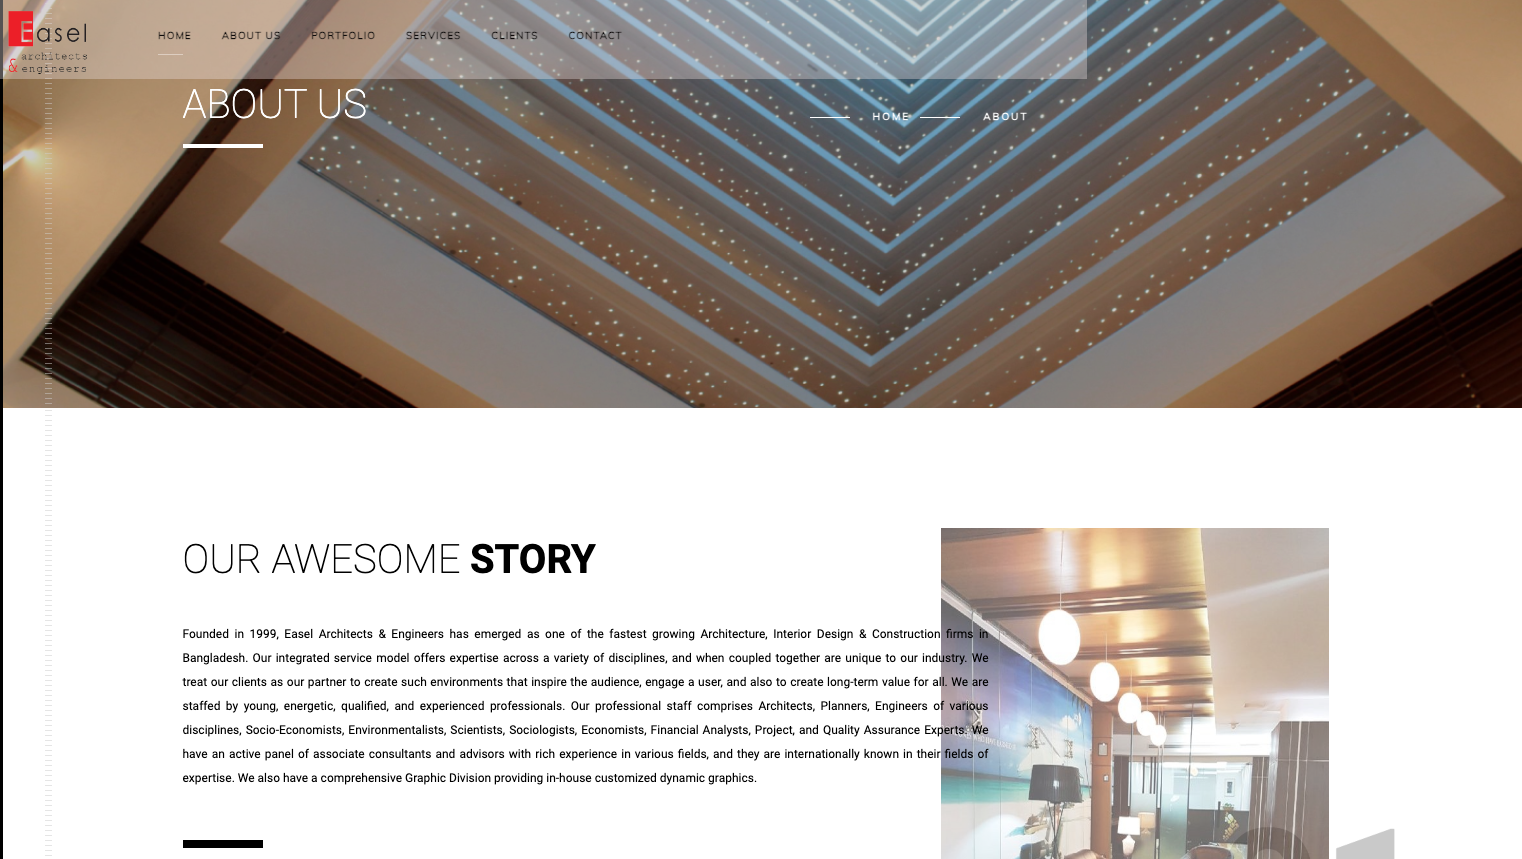 Easel
architects
& engineers
HOME ABOUT US PORTFOLIO SERVICES CLIENTS CONTACT
ABOUT US
HOME ABOUT
OUR AWESOME STORY
Founded in 1999, Easel Architects & Engineers has emerged as one of the fastest growing Architecture, Interior Design & Construction firms in
Bangladesh. Our integrated service model offers expertise across a variety of disciplines, and when coupled together are unique to our industry. We
treat our clients as our partner to create such environments that inspire the audience, engage a user, and also to create long-term value for all. We are
staffed by young, energetic, qualified, and experienced professionals. Our professional staff comprises Architects, Planners, Engineers of various
disciplines, Socio-Economists, Environmentalists, Scientists, Sociologists, Economists, Financial Analysts, Project, and Quality Assurance Experts. We
have an active panel of associate consultants and advisors with rich experience in various fields, and they are internationally known in their fields of
expertise. We also have a comprehensive Graphic Division providing in-house customized dynamic graphics.